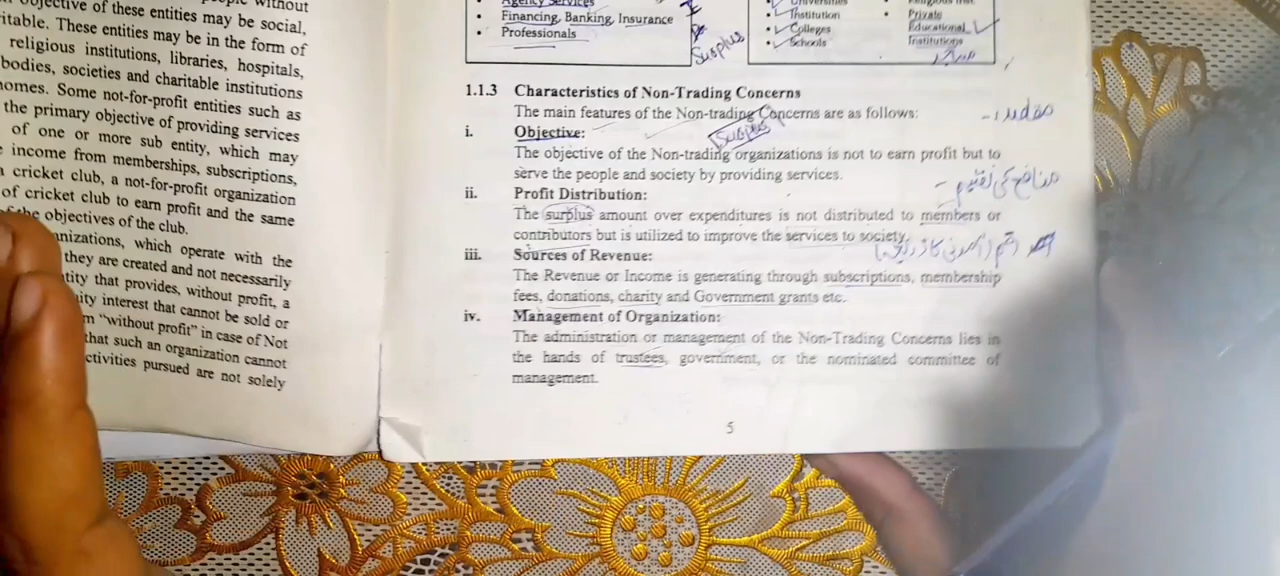 objective of these entities may be social,
ritable. These entities may be in the form of
religious institutions, libraries, hospitals,
bodies, societies and charitable institutions
homes. Some not-for-profit entities such as
the primary objective of providing services
of one or more sub entity, which may
income from memberships, subscriptions,
a cricket club, a not-for-profit organization
of cricket club to earn profit and the same
of the objectives of the club.
anizations, which operate with the
they are created and not necessarily
tity that provides, without profit, a
ity interest that cannot be sold or
m “without profit” in case of Not
that such an organization cannot
ctivities pursued are not solely
• Agency Services
• Financing, Banking, Insurance
• Professionals
Surplus
• Universities
• Institution
• Colleges
• Schools
• Private
Educational
Institutions
1.1.3 Characteristics of Non-Trading Concerns
The main features of the Non-trading Concerns are as follows:
مقصد
i. Objective:
Surplus
The objective of the Non-trading organizations is not to earn profit but to
serve the people and society by providing services.
ii. Profit Distribution:
منافع کی تقسیم
The surplus amount over expenditures is not distributed to members or
contributors but is utilized to improve the services to society.
iii. Sources of Revenue:
The Revenue or Income is generating through subscriptions, membership
fees, donations, charity and Government grants etc.
iv. Management of Organization:
The administration or management of the Non-Trading Concerns lies in
the hands of trustees, government, or the nominated committee of
management.
5